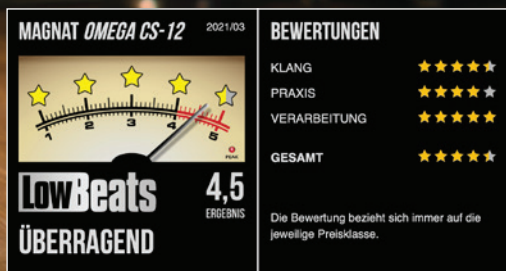 MAGNAT OMEGA CS-12
2021/03
1 2 3 4 5
PEAK
LowBeats
4,5
ERGEBNIS
ÜBERRAGEND
BEWERTUNGEN
KLANG
PRAXIS
VERARBEITUNG
GESAMT
Die Bewertung bezieht sich immer auf die
jeweilige Preisklasse.